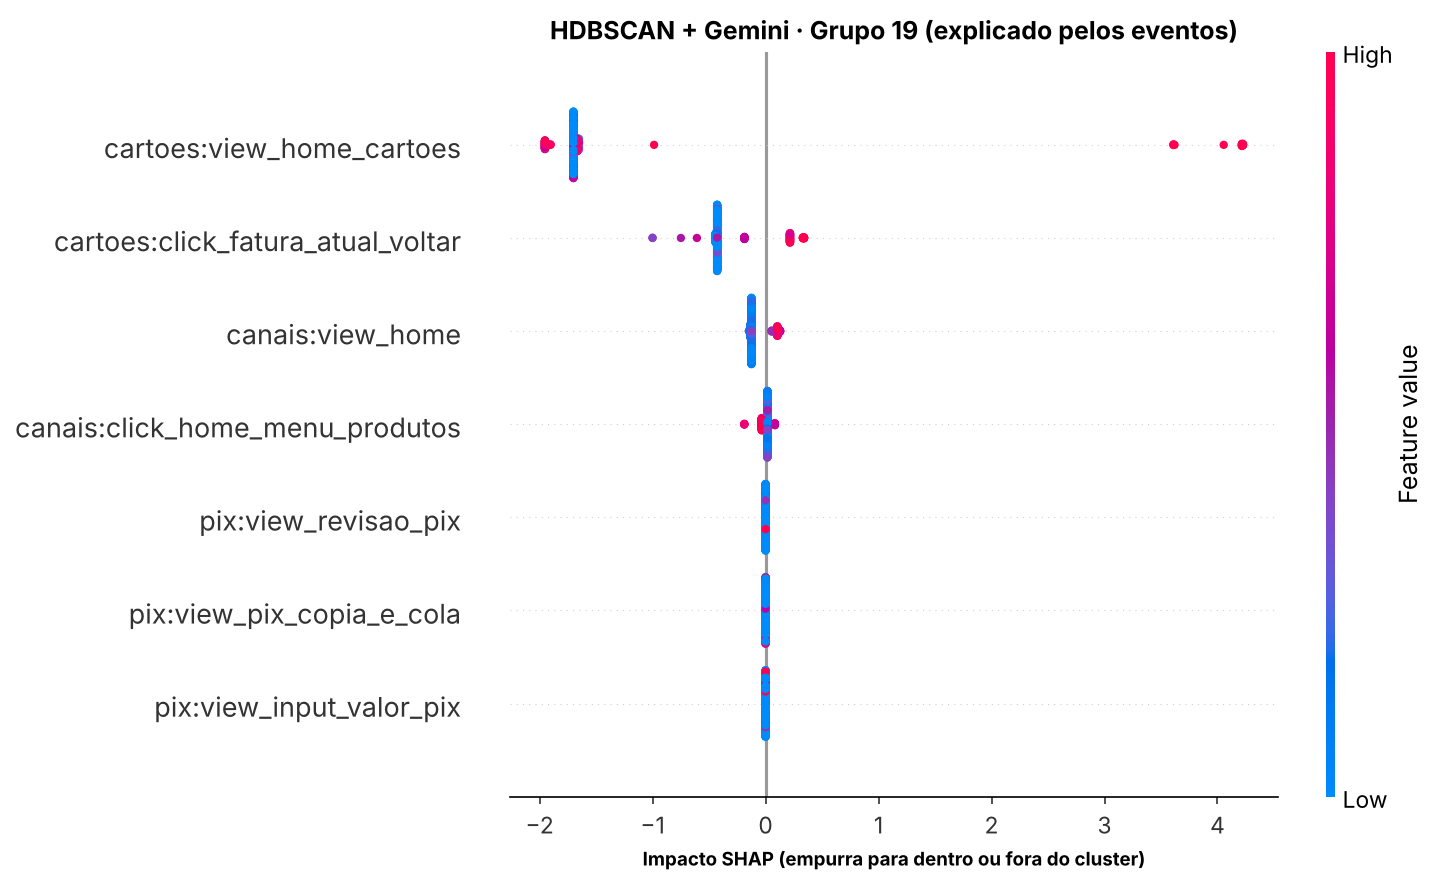 HDBSCAN + Gemini · Grupo 19 (explicado pelos eventos)
High
cartoes:view_home_cartoes
cartoes:click_fatura_atual_voltar
canais:view_home
canais:click_home_menu_produtos
pix:view_revisao_pix
pix:view_pix_copia_e_cola
pix:view_input_valor_pix
Feature value
Low
−2 −1 0 1 2 3 4
Impacto SHAP (empurra para dentro ou fora do cluster)